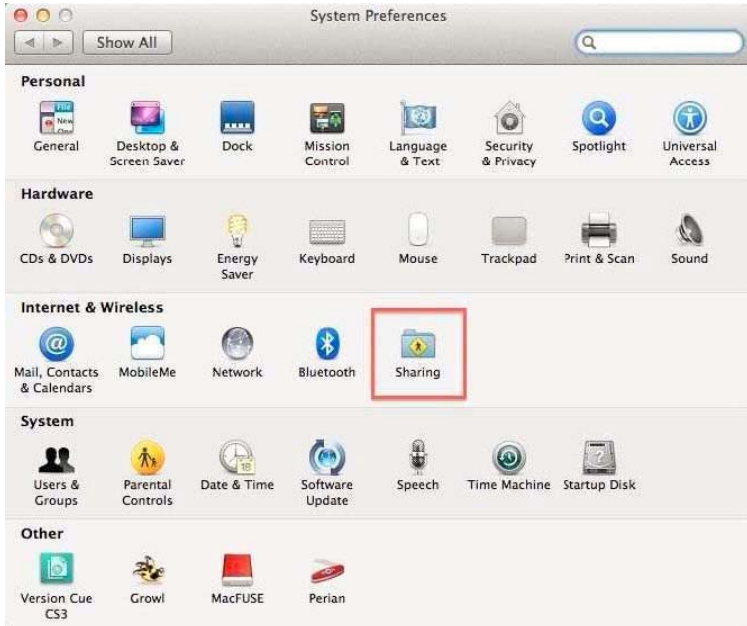 System Preferences
Show All
Personal
General
Desktop &
Screen Saver
Dock
Mission
Control
Language
& Text
Security
& Privacy
Spotlight
Universal
Access
Hardware
CDs & DVDs
Displays
Energy
Saver
Keyboard
Mouse
Trackpad
Print & Scan
Sound
Internet & Wireless
Mail, Contacts
& Calendars
MobileMe
Network
Bluetooth
Sharing
System
Users &
Groups
Parental
Controls
Date & Time
18
Software
Update
Speech
Time Machine
Startup Disk
Other
Version Cue
CS3
Growl
MacFUSE
Perian